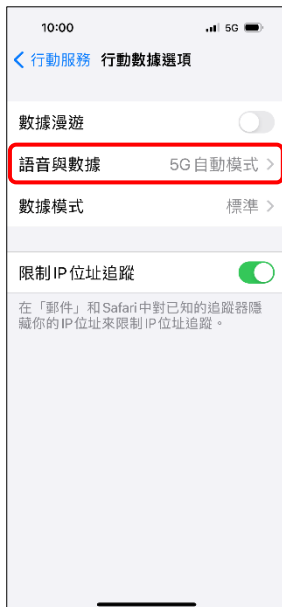 10:00 5G
行動服務 行動數據選項
數據漫遊
語音與數據 5G自動模式
數據模式 標準
限制IP位址追蹤
在「郵件」和Safari中對已知的追蹤器隱
藏你的IP位址來限制IP位址追蹤。